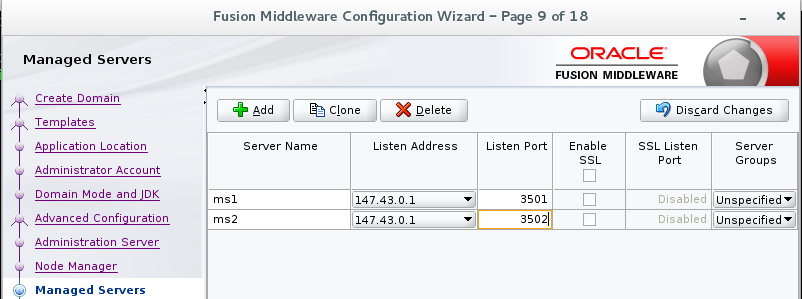 Fusion Middleware Configuration Wizard – Page 9 of 18
Managed Servers
ORACLE
FUSION MIDDLEWARE
Create Domain
Templates
Application Location
Administrator Account
Domain Mode and JDK
Advanced Configuration
Administration Server
Node Manager
Managed Servers
Add Clone Delete Discard Changes
Server Name Listen Address Listen Port Enable SSL SSL Listen Port Server Groups
ms1 147.43.0.1 3501 Disabled Unspecified
ms2 147.43.0.1 3502 Disabled Unspecified